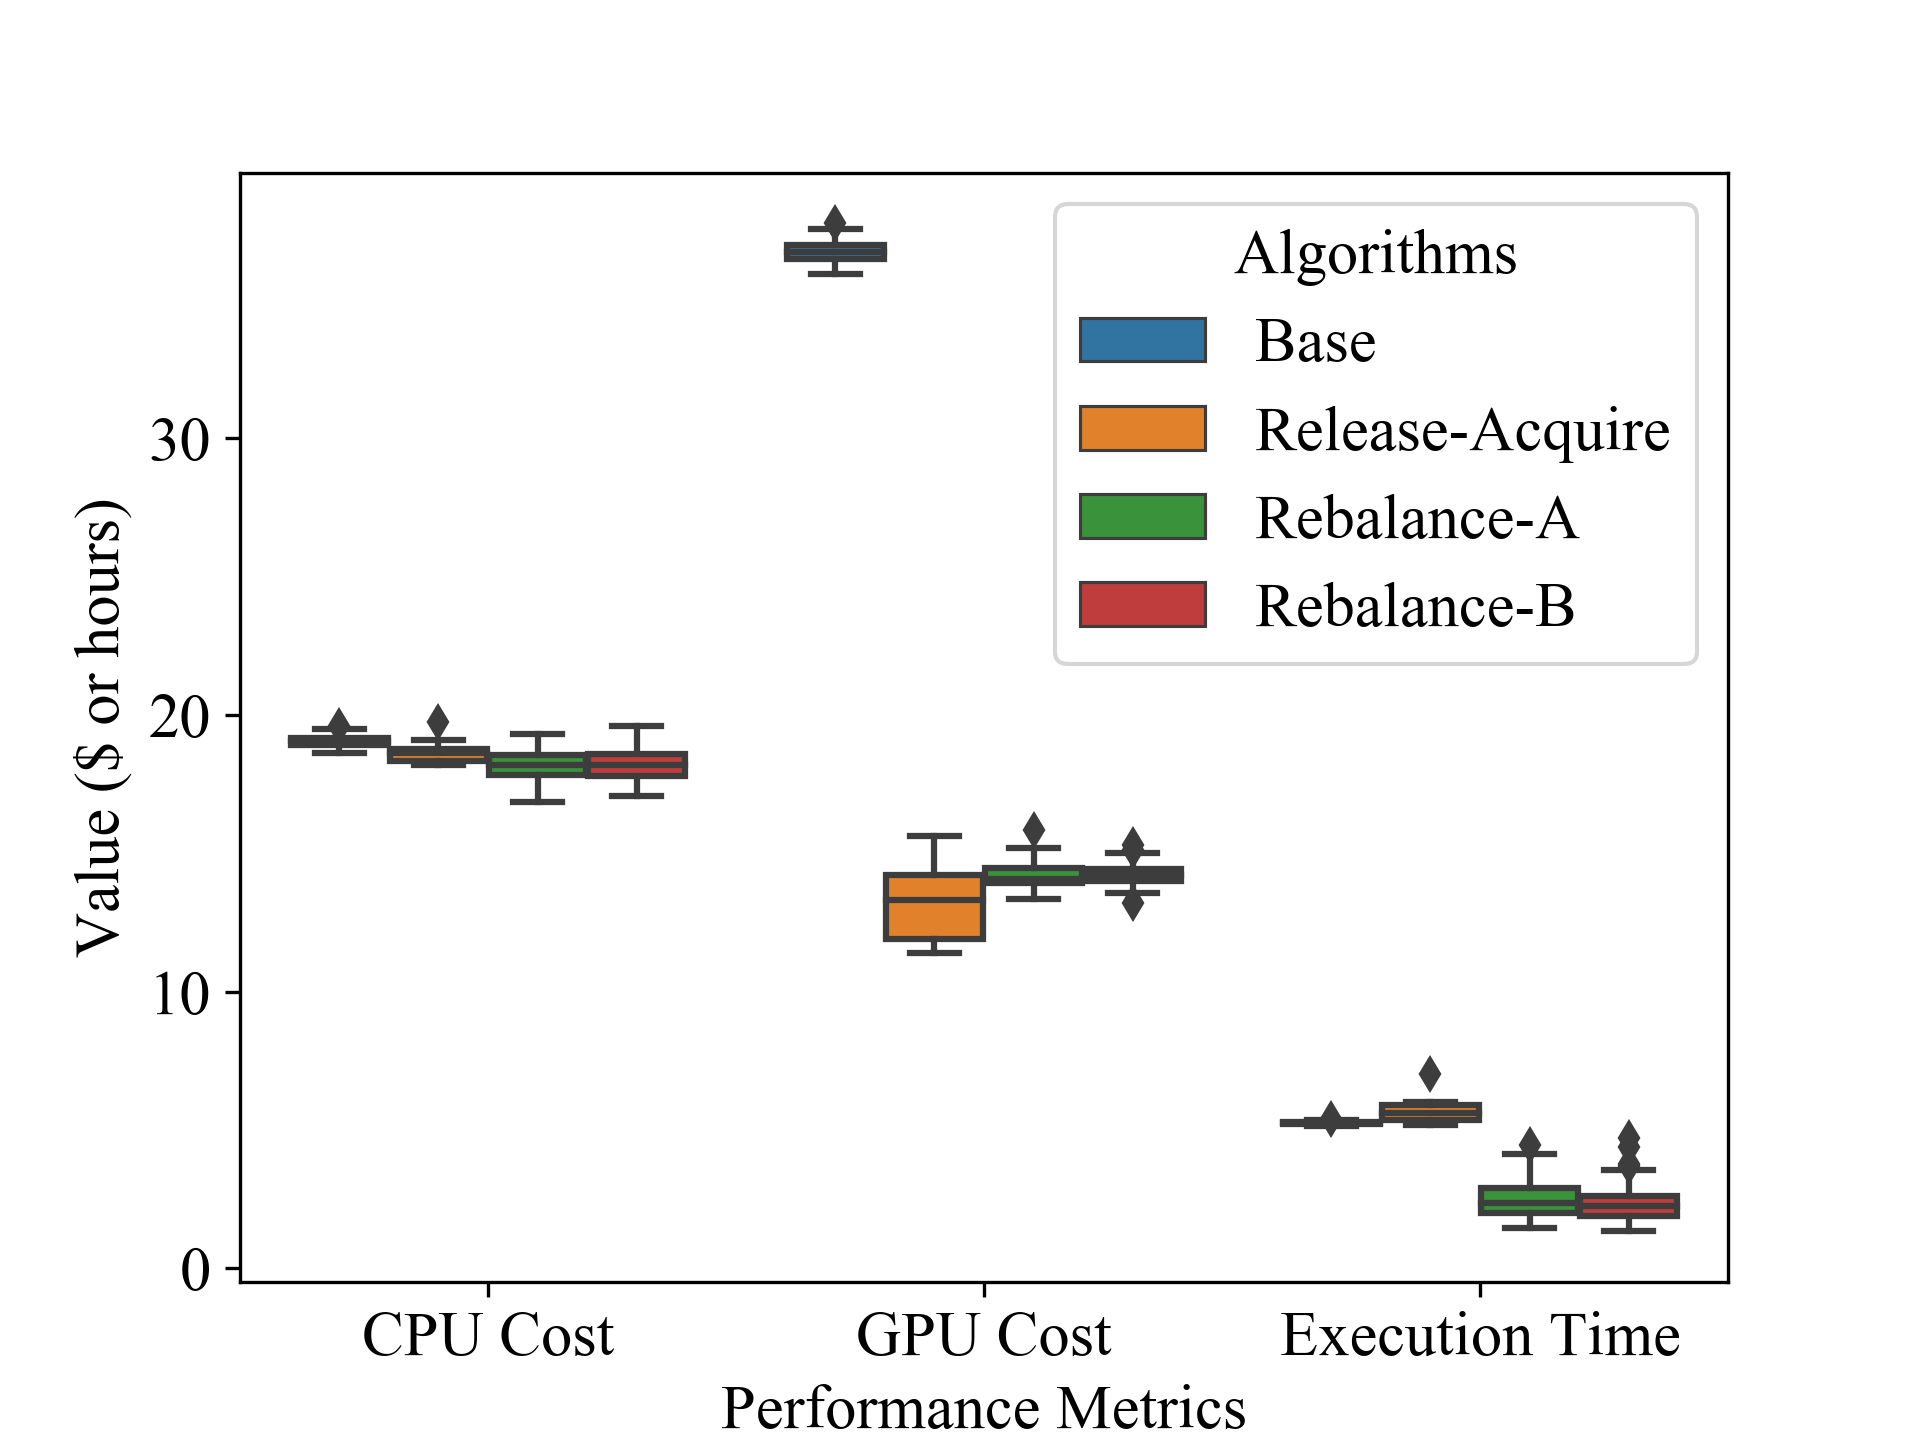 Algorithms
Base
Release-Acquire
Rebalance-A
Rebalance-B
Value ($ or hours)
30
20
10
0
CPU Cost
GPU Cost
Execution Time
Performance Metrics